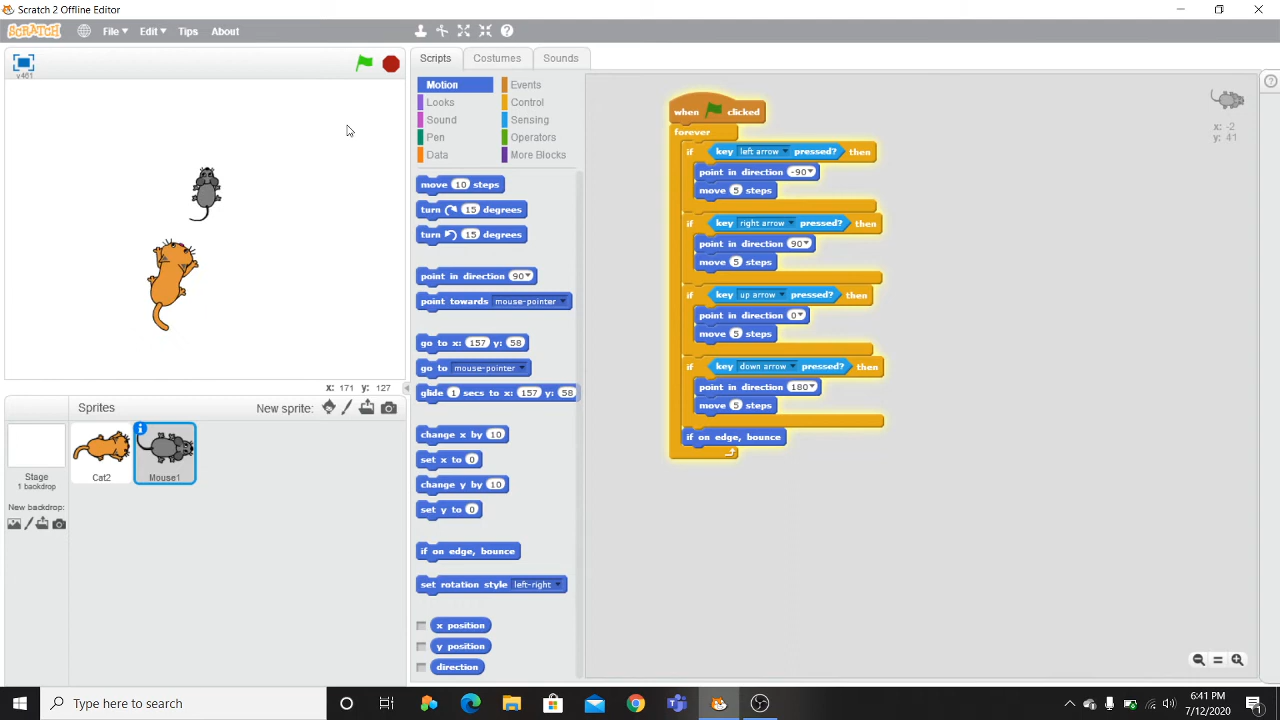 Scratch 2 Offline Editor
SCRATCH File Edit Tips About
v461
Scripts Costumes Sounds
Motion Events
Looks Control
Sound Sensing
Pen Operators
Data More Blocks
move 10 steps
turn 15 degrees
turn 15 degrees
point in direction 90
point towards mouse-pointer
go to x: 157 y: 58
go to mouse-pointer
glide 1 secs to x: 157 y: 58
change x by 10
set x to 0
change y by 10
set y to 0
if on edge, bounce
set rotation style left-right
x position
y position
direction
when clicked
forever
if key left arrow pressed? then
point in direction -90
move 5 steps
if key right arrow pressed? then
point in direction 90
move 5 steps
if key up arrow pressed? then
point in direction 0
move 5 steps
if key down arrow pressed? then
point in direction 180
move 5 steps
if on edge, bounce
x: -2
y: 41
x: 171 y: 127
Sprites New sprite:
Stage
1 backdrop
New backdrop:
Cat2
Mouse1
Type here to search
6:41 PM
7/12/2020